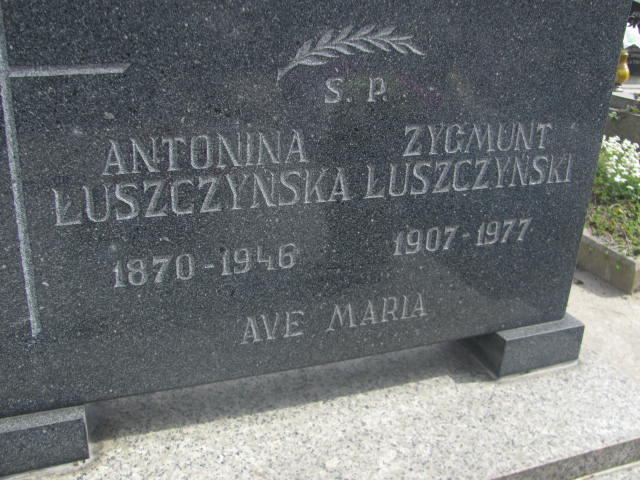 Ś. P.
ANTONINA ZYGMUNT
ŁUSZCZYŃSKA ŁUSZCZYŃSKI
1870-1946 1907-1977
AVE MARIA